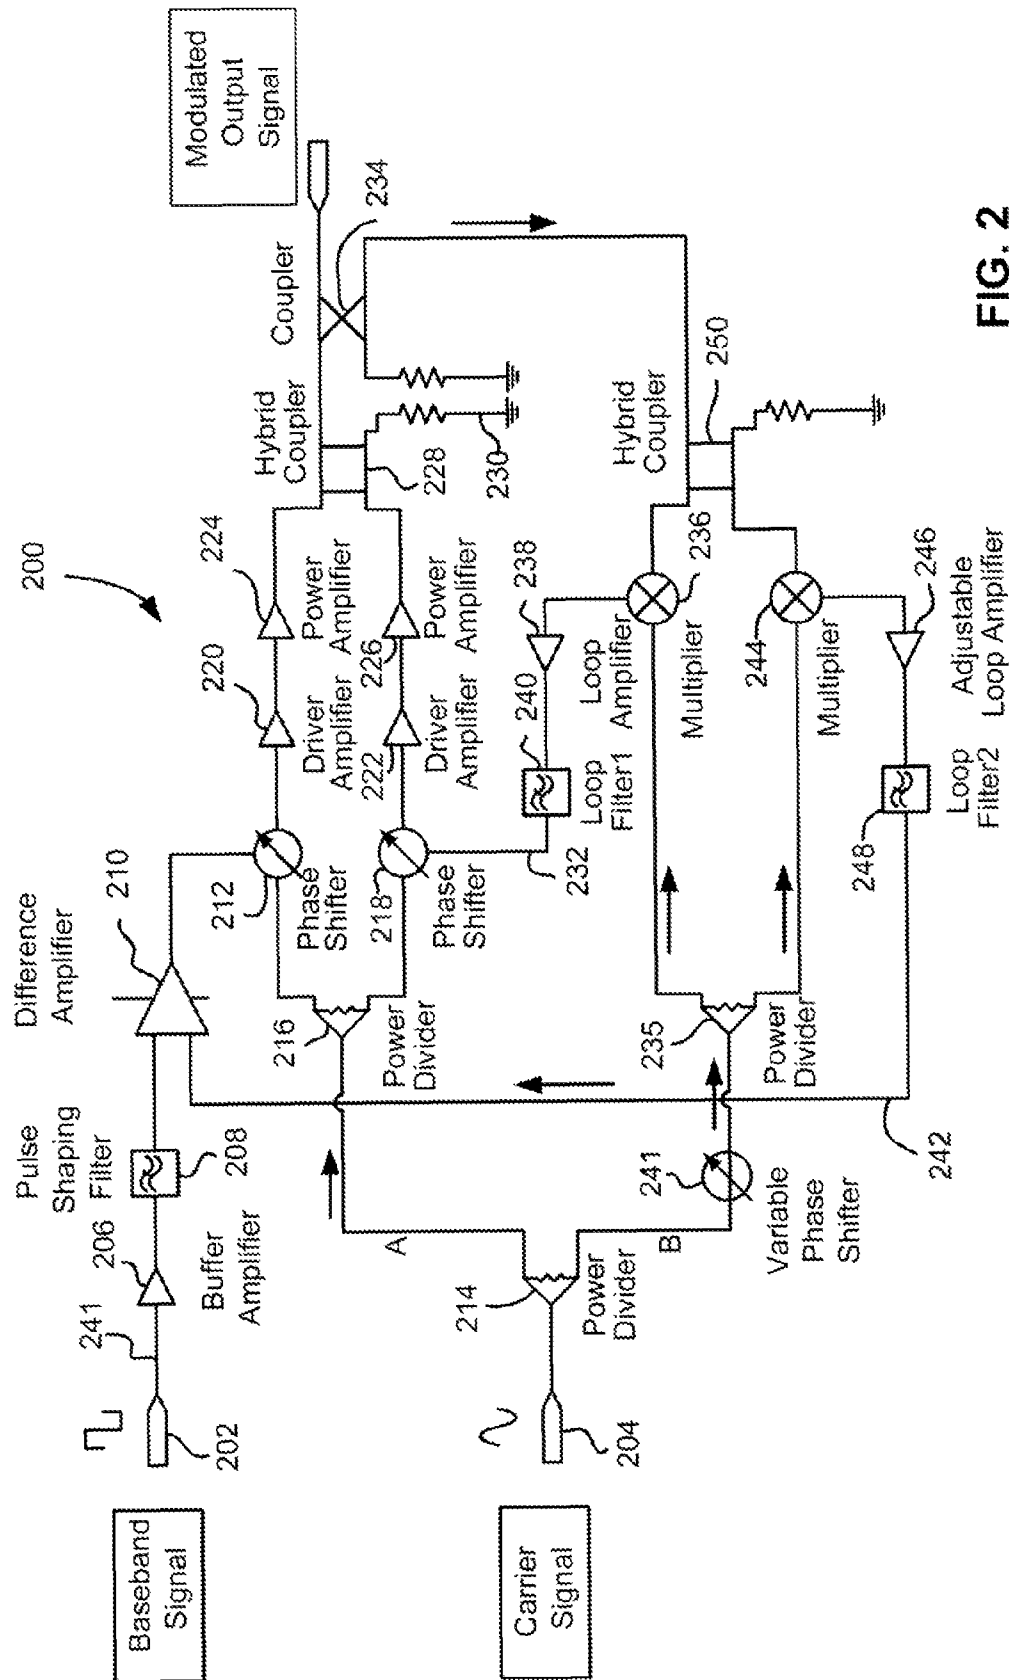 200
Modulated
Output
Signal
Baseband
Signal
202
241
206
Buffer
Amplifier
Pulse
Shaping
Filter
208
Difference
Amplifier
210
212
Phase
Shifter
220
Driver
Amplifier
224
Power
Amplifier
Hybrid
Coupler
228
230
Coupler
234
216
Power
Divider
218
Phase
Shifter
222
Driver
Amplifier
226
Power
Amplifier
Carrier
Signal
204
214
Power
Divider
A
B
232
240
Loop
Filter1
238
Loop
Amplifier
236
Multiplier
Hybrid
Coupler
250
241
Variable
Phase
Shifter
235
Power
Divider
244
Multiplier
242
248
Loop
Filter2
246
Adjustable
Loop Amplifier
FIG. 2